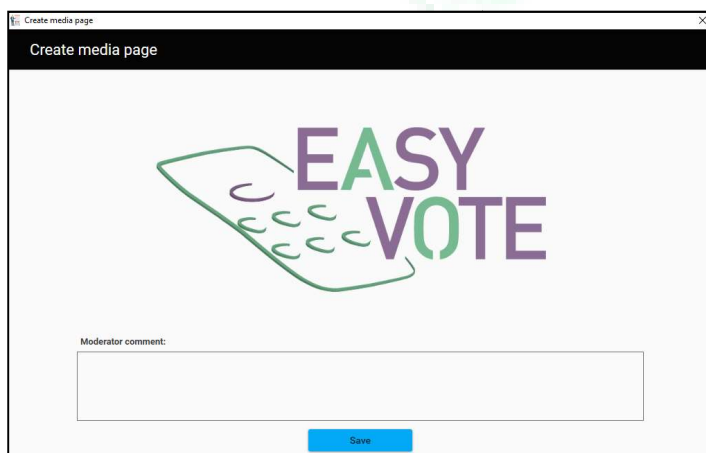 Create media page
Create media page
EASY
VOTE
Moderator comment:
Save